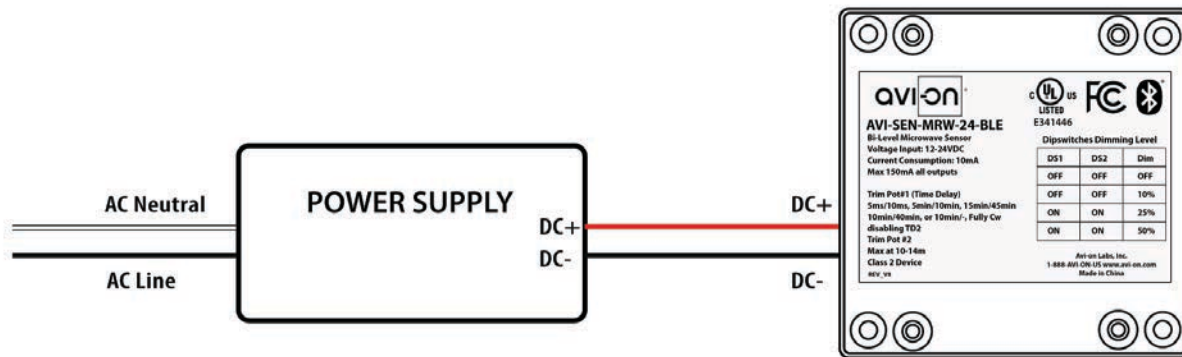 AC Neutral
AC Line
POWER SUPPLY
DC+
DC-
DC+
DC-
avi-on
AVI-SEN-MRW-24-BLE
Bi-Level Microwave Sensor
Voltage Input: 12-24VDC
Current Consumption: 10mA
Max 150mA all outputs
Trim Pot#1 (Time Delay)
5ms/10ms, 5min/10min, 15min/45min
10min/40min, or 10min/-, Fully Cw
disabling TD2
Trim Pot #2
Max at 10-14m
Class 2 Device
REV_V8
C UL US
LISTED
E341446
FC
Dipswitches Dimming Level
DS1 DS2 Dim
OFF OFF OFF
OFF OFF 10%
ON ON 25%
ON ON 50%
Avi-on Labs, Inc.
1-888-AVI-ON-US www.avi-on.com
Made in China